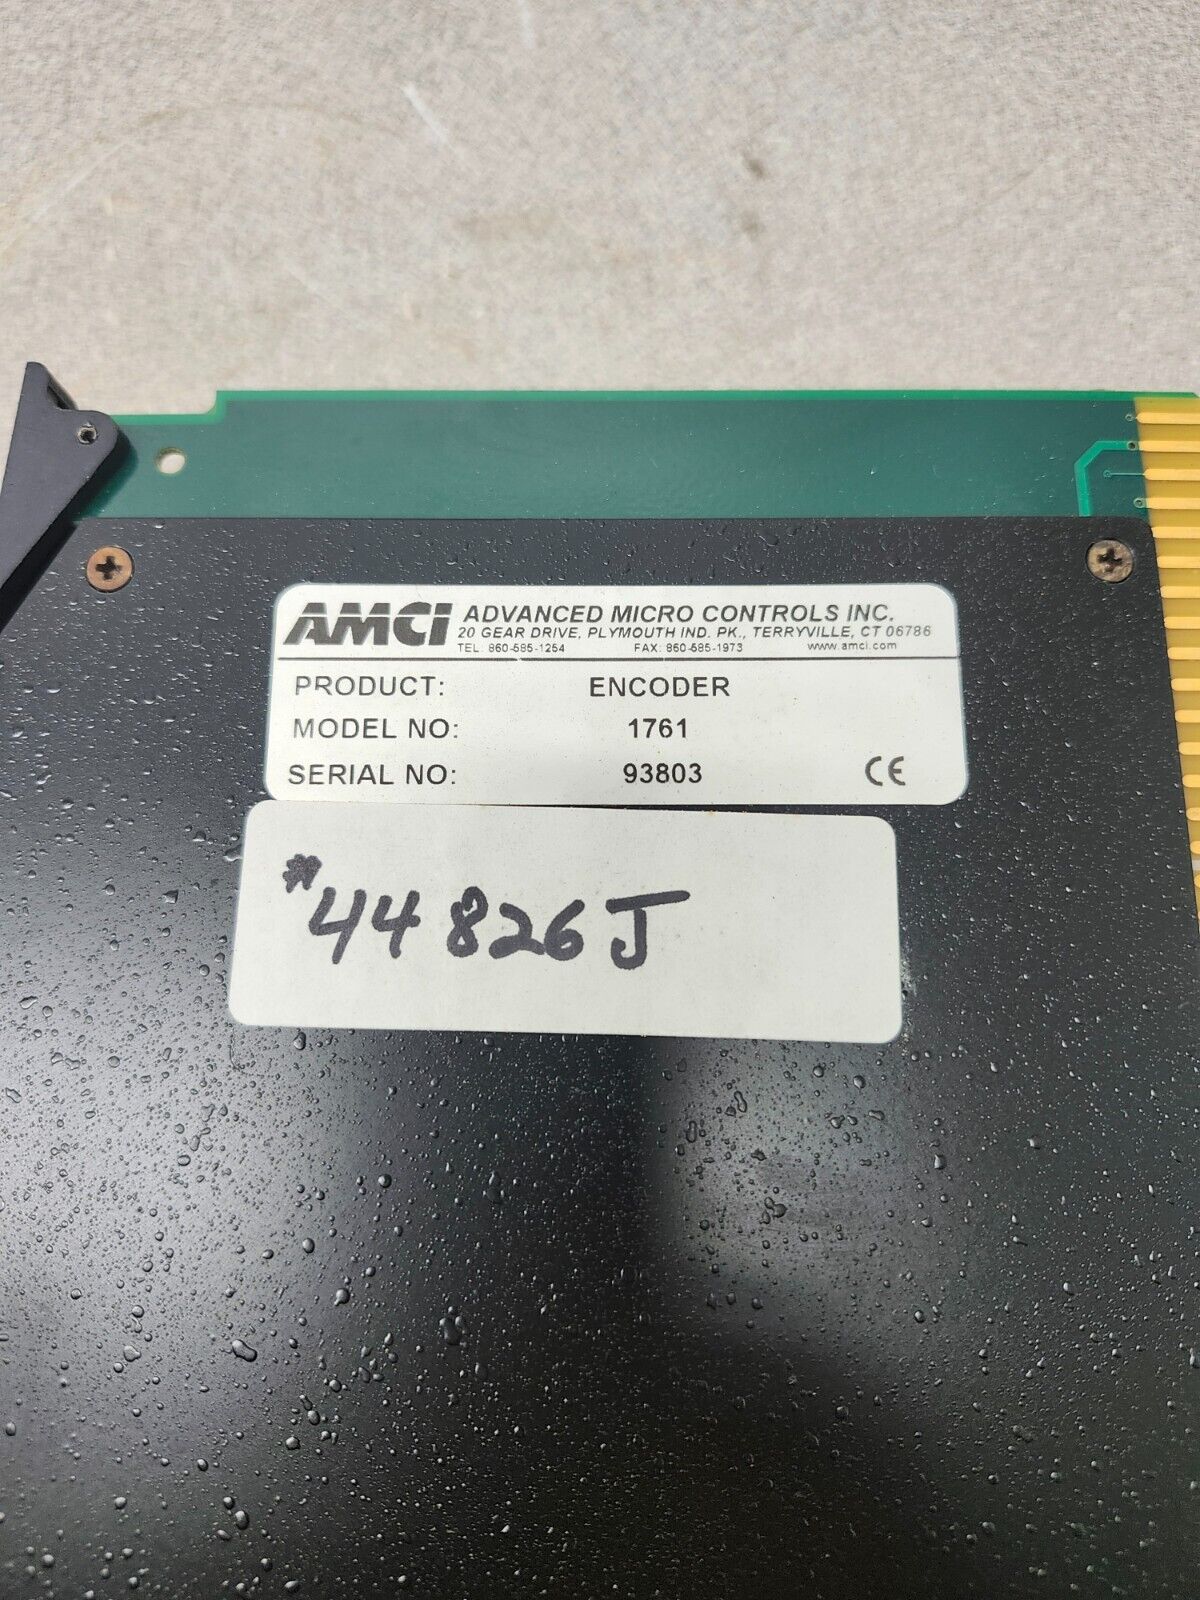 AMCI ADVANCED MICRO CONTROLS INC.
20 GEAR DRIVE, PLYMOUTH IND. PK., TERRYVILLE, CT 06786
TEL: 860-585-1254 FAX: 860-585-1973 www.amci.com
PRODUCT: ENCODER
MODEL NO: 1761
SERIAL NO: 93803 CE
#44826J